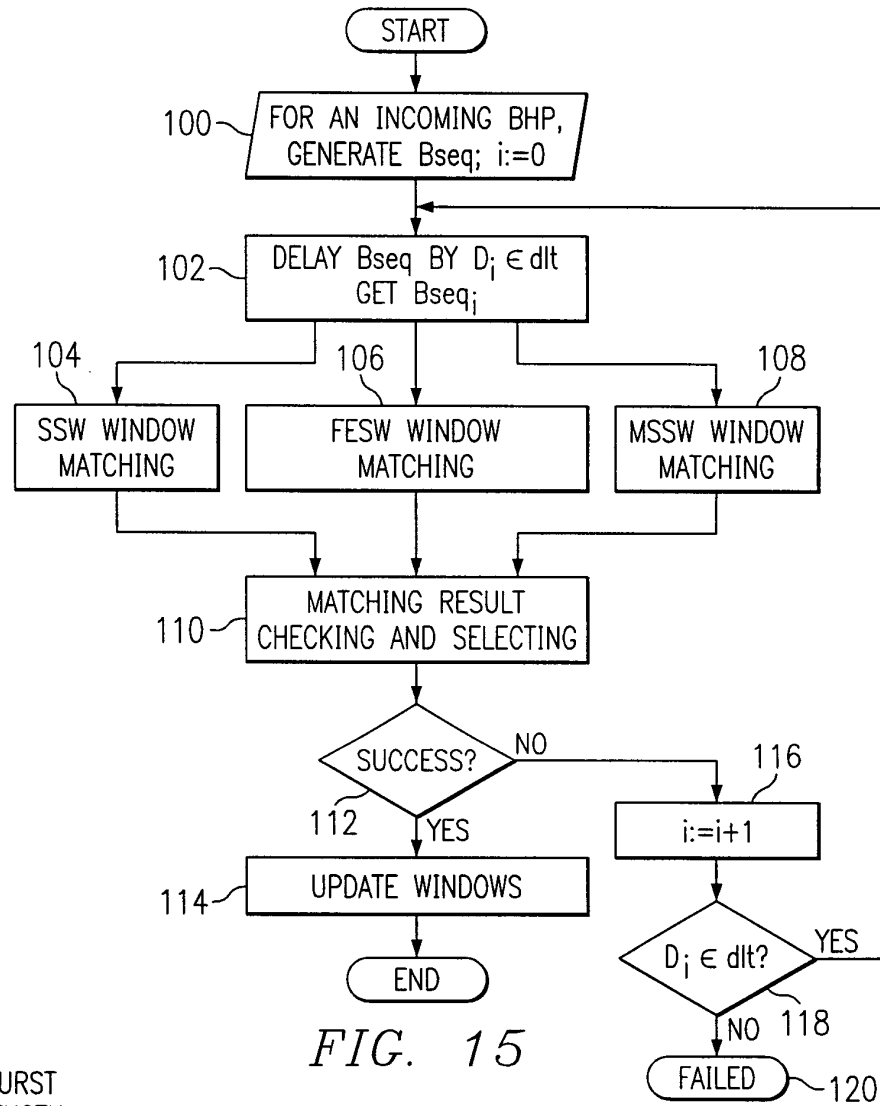 START
100
FOR AN INCOMING BHP,
GENERATE Bseq; i:=0
102
DELAY Bseq BY Di ∈ dlt
GET Bseqi
104
SSW WINDOW
MATCHING
106
FESW WINDOW
MATCHING
108
MSSW WINDOW
MATCHING
110
MATCHING RESULT
CHECKING AND SELECTING
SUCCESS?
NO
112
YES
116
i:=i+1
114
UPDATE WINDOWS
Di ∈ dlt?
YES
118
NO
END
FIG. 15
FAILED
120